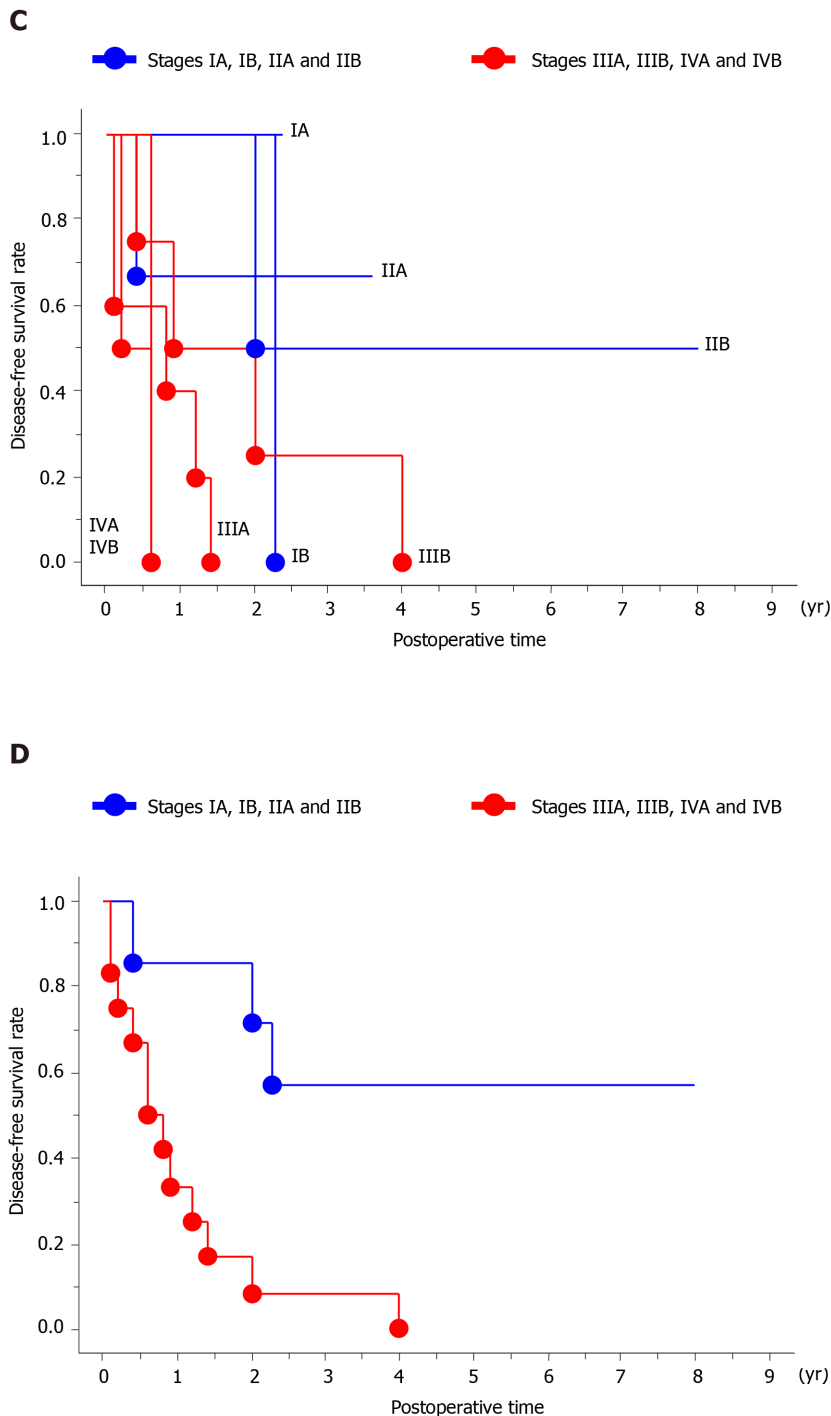 C
Stages IA, IB, IIA and IIB
Stages IIIA, IIIB, IVA and IVB
Disease-free survival rate
1.0
0.8
0.6
0.4
0.2
0.0
IA
IIA
IIB
IVA
IVB
IIIA
IB
IIIB
0 1 2 3 4 5 6 7 8 9 (yr)
Postoperative time
D
Stages IA, IB, IIA and IIB
Stages IIIA, IIIB, IVA and IVB
Disease-free survival rate
1.0
0.8
0.6
0.4
0.2
0.0
0 1 2 3 4 5 6 7 8 9 (yr)
Postoperative time